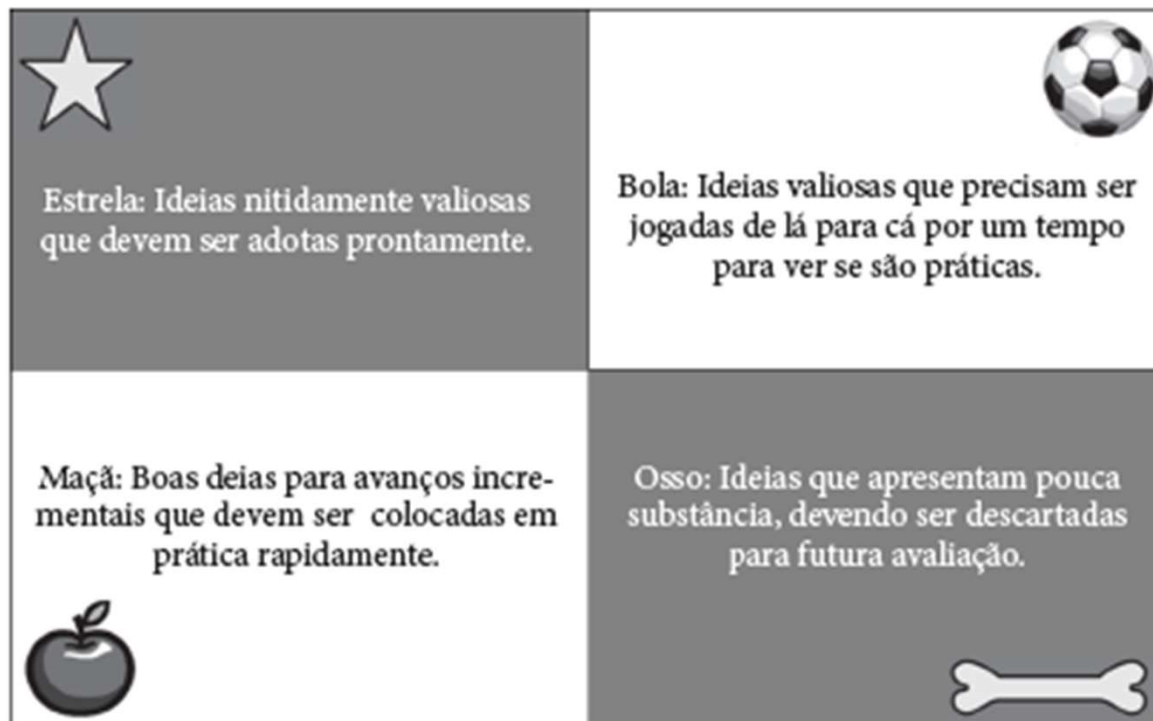 Estrela: Ideias nitidamente valiosas
que devem ser adotas prontamente.
Bola: Ideias valiosas que precisam ser
jogadas de lá para cá por um tempo
para ver se são práticas.
Maçã: Boas deias para avanços incre-
mentais que devem ser colocadas em
prática rapidamente.
Osso: Ideias que apresentam pouca
substância, devendo ser descartadas
para futura avaliação.